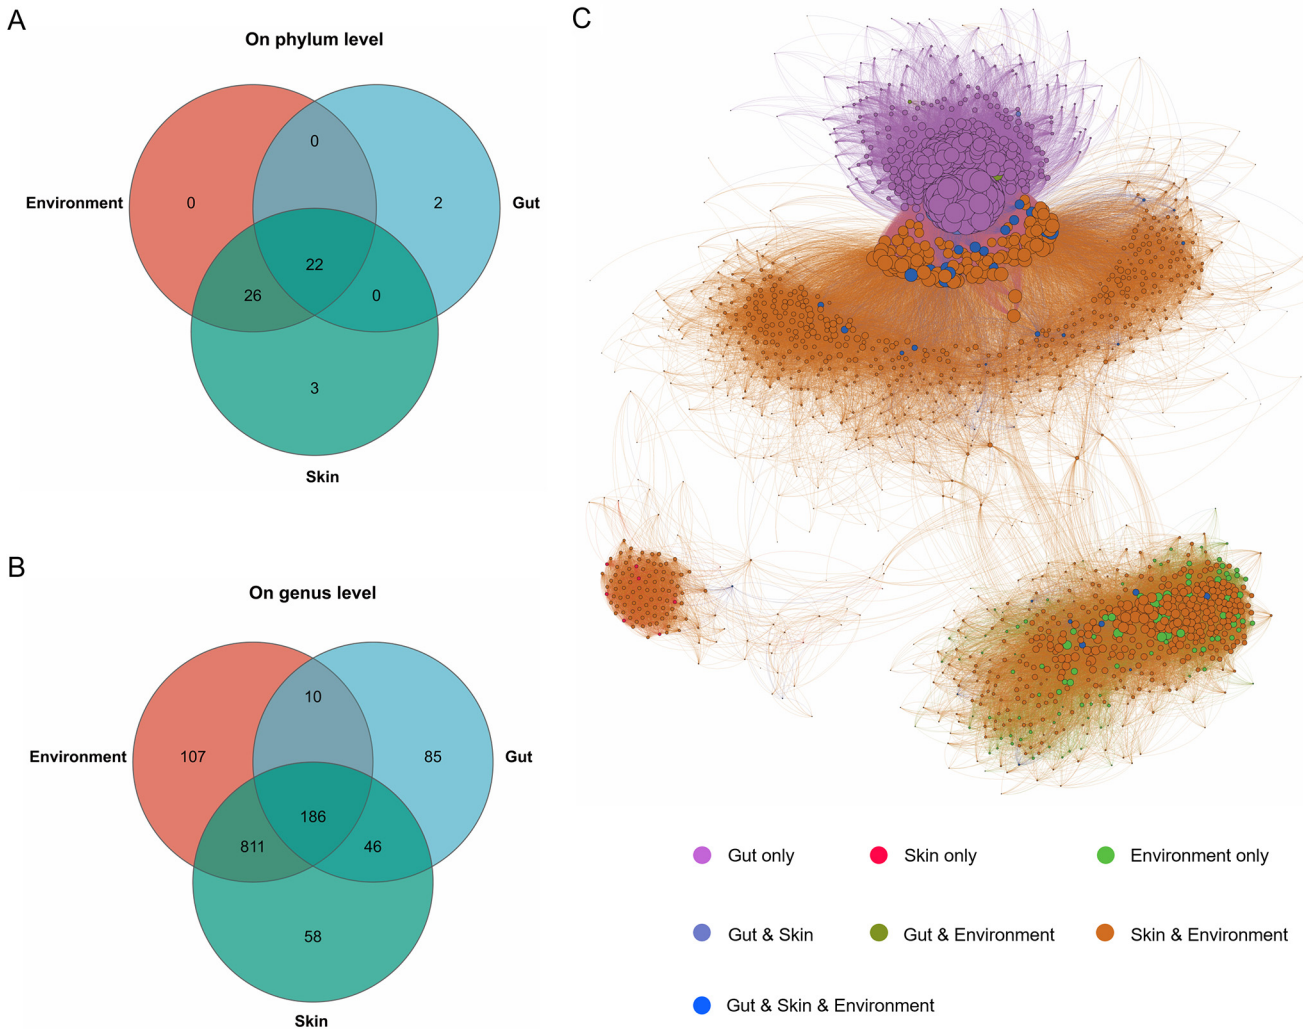 A
On phylum level
0
Environment
0
2
Gut
22
26
0
3
Skin
B
On genus level
10
Environment
107
85
Gut
186
811
46
58
Skin
C
Gut only
Skin only
Environment only
Gut & Skin
Gut & Environment
Skin & Environment
Gut & Skin & Environment